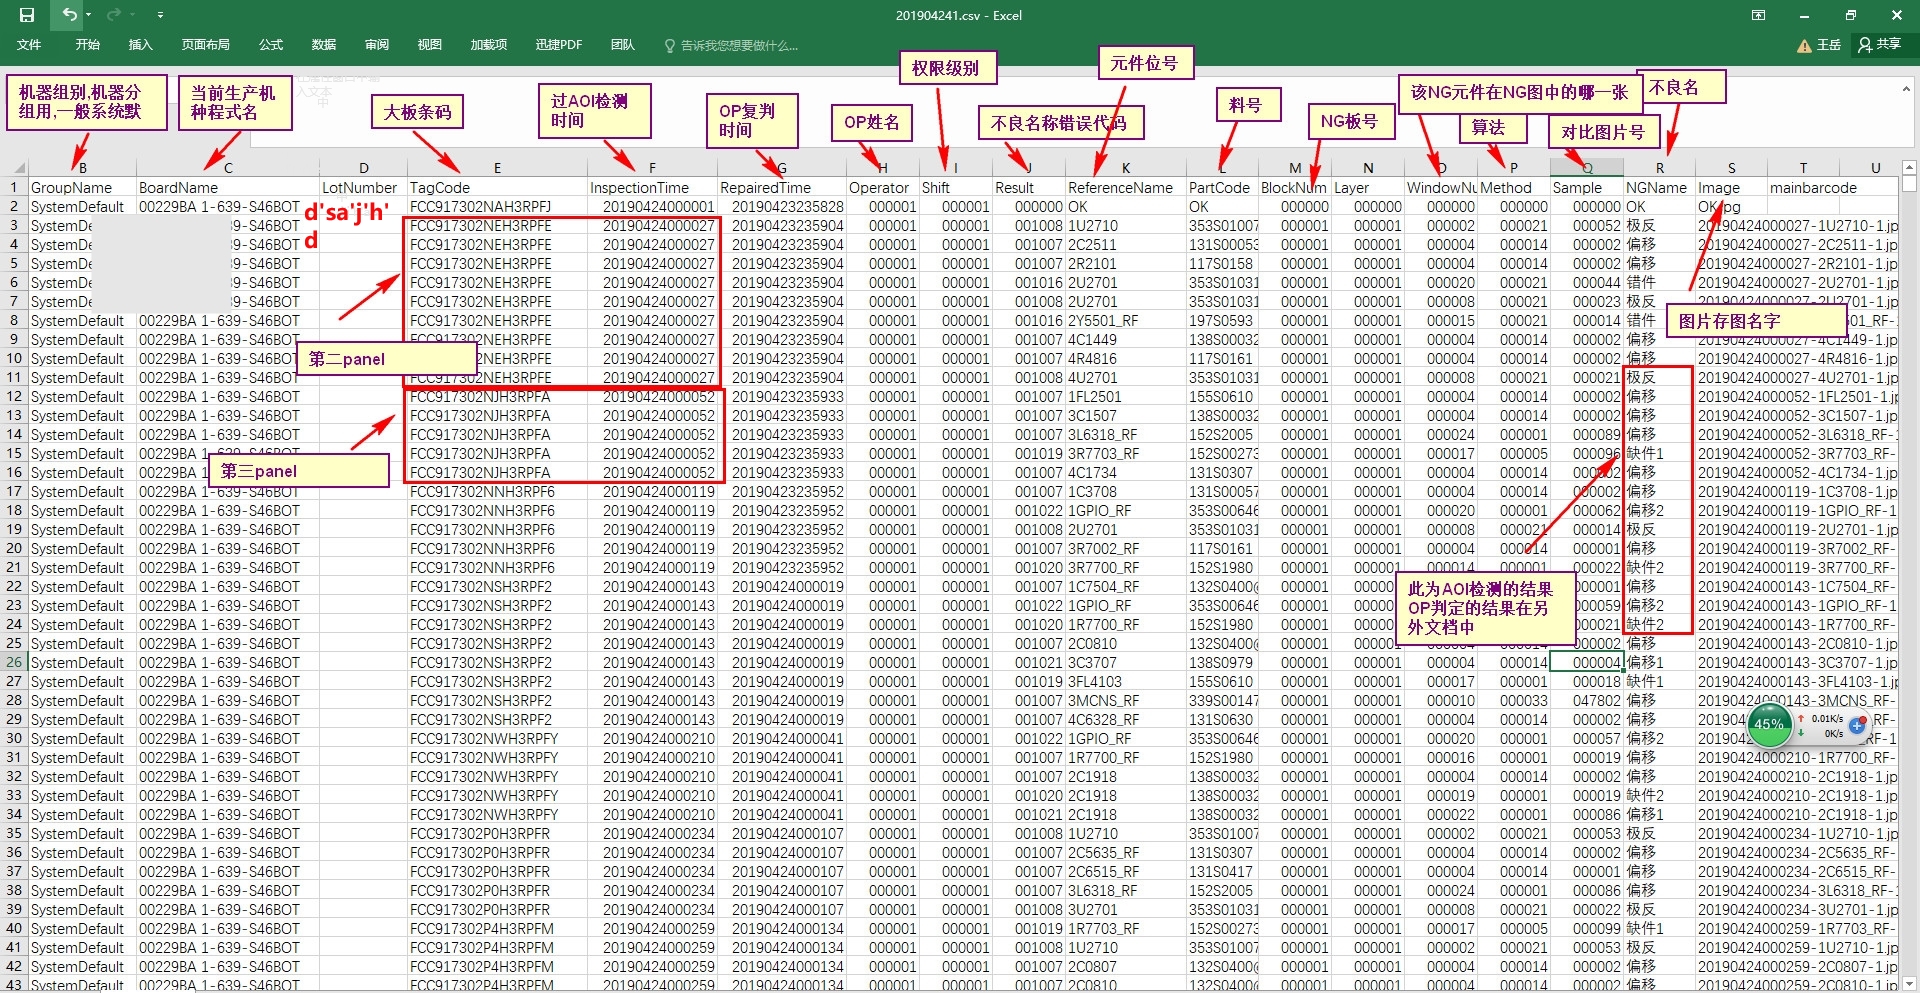 201904241.csv - Excel
文件 开始 插入 页面布局 公式 数据 审阅 视图 加载项 迅捷PDF 团队 告诉我您想要做什么... 王岳 共享
机器组别,机器分
组用,一般系统默
当前生产机
种程式名
大板条码
过AOI检测
时间
OP复判
时间
OP姓名
权限级别
不良名称错误代码
元件位号
料号
NG板号
该NG元件在NG图中的哪一张
算法
对比图片号
不良名
B C D E F G H I J K L M N O P Q R S T U
1 GroupName BoardName LotNumber TagCode InspectionTime RepairedTime Operator Shift Result ReferenceName PartCode BlockNum Layer WindowNu Method Sample NGName Image mainbarcode
2 SystemDefault 00229BA 1-639-S46BOT FCC917302NAH3RPFJ 20190424000001 20190423235828 000001 000001 000000 OK OK 000001 000001 000000 000000 000000 OK OK.jpg
d'sa'j'h'
d
3 SystemDe 9B-S46BOT FCC917302NEH3RPFE 20190424000027 20190423235904 000001 000001 001008 1U2710 353S01007 000001 000001 000002 000021 000052 极反 20190424000027-1U2710-1.jp
4 SystemDe 39-S46BOT FCC917302NEH3RPFE 20190424000027 20190423235904 000001 000001 001007 2C2511 131S00053 000001 000001 000004 000014 000002 偏移 20190424000027-2C2511-1.jp
5 SystemDe 39-S46BOT FCC917302NEH3RPFE 20190424000027 20190423235904 000001 000001 001007 2R2101 117S0158 000001 000001 000004 000014 000002 偏移 20190424000027-2R2101-1.jp
6 SystemDe 39-S46BOT FCC917302NEH3RPFE 20190424000027 20190423235904 000001 000001 001016 2U2701 353S01031 000001 000001 000020 000021 000044 错件 20190424000027-2U2701-1.jp
7 SystemDe 39-S46BOT FCC917302NEH3RPFE 20190424000027 20190423235904 000001 000001 001008 2U2701 353S01031 000001 000001 000008 000021 000023 极反 20190424000027-2U2701-1.jp
8 SystemDefault 00229BA 1-639-S46BOT FCC917302NEH3RPFE 20190424000027 20190423235904 000001 000001 001016 2Y5501_RF 197S0593 000001 000001 000015 000021 000014 错件 501_RF-
图片存图名字
9 SystemDefault 00229BA 1-639-S46BOT NEH3RPFE 20190424000027 20190423235904 000001 000001 001007 4C1449 138S00032 000001 000001 000004 000014 000002 偏移 20190424000027-4C1449-1.jp
第二panel
10 SystemDefault 00229BA 1-639-S46BOT NEH3RPFE 20190424000027 20190423235904 000001 000001 001007 4R4816 117S0161 000001 000001 000004 000014 000002 偏移 20190424000027-4R4816-1.jp
11 SystemDefault 00229BA 1-639-S46BOT FCC917302NEH3RPFE 20190424000027 20190423235904 000001 000001 001008 4U2701 353S01031 000001 000001 000008 000021 000021 极反 20190424000027-4U2701-1.jp
12 SystemDefault 00229BA 1-639-S46BOT FCC917302NJH3RPFA 20190424000052 20190423235933 000001 000001 001007 1FL2501 155S0610 000001 000001 000004 000014 000002 偏移 20190424000052-1FL2501-1.j
13 SystemDefault 00229BA 1-639-S46BOT FCC917302NJH3RPFA 20190424000052 20190423235933 000001 000001 001007 3C1507 138S00032 000001 000001 000004 000014 000002 偏移 20190424000052-3C1507-1.jp
14 SystemDefault 00229BA 1-639-S46BOT FCC917302NJH3RPFA 20190424000052 20190423235933 000001 000001 001007 3L6318_RF 152S2005 000001 000001 000024 000001 000089 偏移 20190424000052-3L6318_RF-1
15 SystemDefault 00229BA 1-639-S46BOT FCC917302NJH3RPFA 20190424000052 20190423235933 000001 000001 001019 3R7703_RF 152S00273 000001 000001 000017 000005 000096 缺件1 20190424000052-3R7703_RF-
第三panel
16 SystemDefault 00229BA 1- FCC917302NJH3RPFA 20190424000052 20190423235933 000001 000001 001007 4C1734 131S0307 000001 000001 000004 000014 000002 偏移 20190424000052-4C1734-1.jp
17 SystemDefault 00229BA 1-639-S46BOT FCC917302NNH3RPF6 20190424000119 20190423235952 000001 000001 001007 1C3708 131S00057 000001 000001 000004 000014 000002 偏移 20190424000119-1C3708-1.jp
18 SystemDefault 00229BA 1-639-S46BOT FCC917302NNH3RPF6 20190424000119 20190423235952 000001 000001 001022 1GPIO_RF 353S00646 000001 000001 000020 000001 000062 偏移2 20190424000119-1GPIO_RF-1
19 SystemDefault 00229BA 1-639-S46BOT FCC917302NNH3RPF6 20190424000119 20190423235952 000001 000001 001008 2U2701 353S01031 000001 000001 000008 000021 000014 极反 20190424000119-2U2701-1.jp
20 SystemDefault 00229BA 1-639-S46BOT FCC917302NNH3RPF6 20190424000119 20190423235952 000001 000001 001007 3R7002_RF 117S0161 000001 000001 000004 000014 000001 偏移 20190424000119-3R7002_RF-
21 SystemDefault 00229BA 1-639-S46BOT FCC917302NNH3RPF6 20190424000119 20190423235952 000001 000001 001020 3R7700_RF 152S1980 000001 000001 000014 000001 000022 缺件2 20190424000119-3R7700_RF-
此为AOI检测的结果
OP判定的结果在另
外文档中
22 SystemDefault 00229BA 1-639-S46BOT FCC917302NSH3RPF2 20190424000143 20190424000019 000001 000001 001007 1C7504_RF 132S0400@ 000001 000001 000001 偏移 20190424000143-1C7504_RF-
23 SystemDefault 00229BA 1-639-S46BOT FCC917302NSH3RPF2 20190424000143 20190424000019 000001 000001 001022 1GPIO_RF 353S00646 000001 000001 000059 偏移2 20190424000143-1GPIO_RF-1
24 SystemDefault 00229BA 1-639-S46BOT FCC917302NSH3RPF2 20190424000143 20190424000019 000001 000001 001020 1R7700_RF 152S1980 000001 000001 000021 缺件2 20190424000143-1R7700_RF-
25 SystemDefault 00229BA 1-639-S46BOT FCC917302NSH3RPF2 20190424000143 20190424000019 000001 000001 001007 2C0810 132S0400@ 000001 000001 000004 000014 000002 偏移 20190424000143-2C0810-1.jp
26 SystemDefault 00229BA 1-639-S46BOT FCC917302NSH3RPF2 20190424000143 20190424000019 000001 000001 001021 3C3707 138S0979 000001 000001 000004 000014 000004 偏移1 20190424000143-3C3707-1.jp
27 SystemDefault 00229BA 1-639-S46BOT FCC917302NSH3RPF2 20190424000143 20190424000019 000001 000001 001019 3FL4103 155S0610 000001 000001 000017 000001 000018 缺件1 20190424000143-3FL4103-1.j
28 SystemDefault 00229BA 1-639-S46BOT FCC917302NSH3RPF2 20190424000143 20190424000019 000001 000001 001007 3MCNS_RF 339S00147 000001 000001 000010 000033 047802 偏移 20190424000143-3MCNS_RF-
29 SystemDefault 00229BA 1-639-S46BOT FCC917302NSH3RPF2 20190424000143 20190424000019 000001 000001 001007 4C6328_RF 131S0630 000001 000001 000004 000014 000002 偏移 _RF-
45% 0.01K/s
0K/s
30 SystemDefault 00229BA 1-639-S46BOT FCC917302NWH3RPFY 20190424000210 20190424000041 000001 000001 001022 1GPIO_RF 353S00646 000001 000001 000020 000001 000057 偏移2 RF-1
31 SystemDefault 00229BA 1-639-S46BOT FCC917302NWH3RPFY 20190424000210 20190424000041 000001 000001 001020 1R7700_RF 152S1980 000001 000001 000016 000001 000019 偏移 20190424000210-1R7700_RF-
32 SystemDefault 00229BA 1-639-S46BOT FCC917302NWH3RPFY 20190424000210 20190424000041 000001 000001 001007 2C1918 138S00032 000001 000001 000004 000014 000002 偏移 20190424000210-2C1918-1.jp
33 SystemDefault 00229BA 1-639-S46BOT FCC917302NWH3RPFY 20190424000210 20190424000041 000001 000001 001020 2C1918 138S00032 000001 000001 000019 000001 000019 缺件2 20190424000210-2C1918-1.jp
34 SystemDefault 00229BA 1-639-S46BOT FCC917302NWH3RPFY 20190424000210 20190424000041 000001 000001 001021 2C1918 138S00032 000001 000001 000022 000001 000086 偏移1 20190424000210-2C1918-1.jp
35 SystemDefault 00229BA 1-639-S46BOT FCC917302P0H3RPFR 20190424000234 20190424000107 000001 000001 001008 1U2710 353S01007 000001 000001 000002 000021 000053 极反 20190424000234-1U2710-1.jp
36 SystemDefault 00229BA 1-639-S46BOT FCC917302P0H3RPFR 20190424000234 20190424000107 000001 000001 001007 2C5635_RF 131S0307 000001 000001 000004 000014 000002 偏移 20190424000234-2C5635_RF-
37 SystemDefault 00229BA 1-639-S46BOT FCC917302P0H3RPFR 20190424000234 20190424000107 000001 000001 001007 2C6515_RF 131S0417 000001 000001 000004 000014 000001 偏移 20190424000234-2C6515_RF-
38 SystemDefault 00229BA 1-639-S46BOT FCC917302P0H3RPFR 20190424000234 20190424000107 000001 000001 001007 3L6318_RF 152S2005 000001 000001 000024 000001 000086 偏移 20190424000234-3L6318_RF-1
39 SystemDefault 00229BA 1-639-S46BOT FCC917302P0H3RPFR 20190424000234 20190424000107 000001 000001 001008 3U2701 353S01031 000001 000001 000008 000021 000022 极反 20190424000234-3U2701-1.jp
40 SystemDefault 00229BA 1-639-S46BOT FCC917302P4H3RPFM 20190424000259 20190424000134 000001 000001 001019 1R7703_RF 152S00273 000001 000001 000017 000005 000099 缺件1 20190424000259-1R7703_RF-
41 SystemDefault 00229BA 1-639-S46BOT FCC917302P4H3RPFM 20190424000259 20190424000134 000001 000001 001008 1U2710 353S01007 000001 000001 000002 000021 000053 极反 20190424000259-1U2710-1.jp
42 SystemDefault 00229BA 1-639-S46BOT FCC917302P4H3RPFM 20190424000259 20190424000134 000001 000001 001007 2C0807 132S0400@ 000001 000001 000004 000014 000002 偏移 20190424000259-2C0807-1.jp
43 SystemDefault 00229BA 1-639-S46BOT FCC917302P4H3RPFM 20190424000259 20190424000134 000001 000001 001007 2C0810 132S0400@ 000001 000001 000004 000014 000002 偏移 20190424000259-2C0810-1.jp